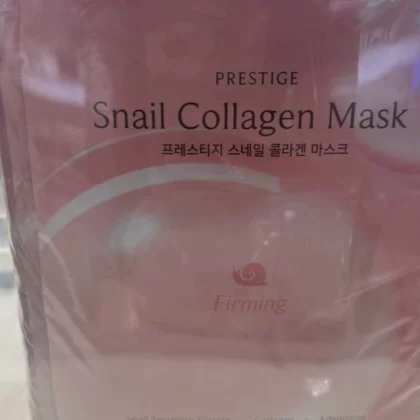 PRESTIGE
Snail Collagen Mask
프레스티지 스네일 콜라겐 마스크
Firming